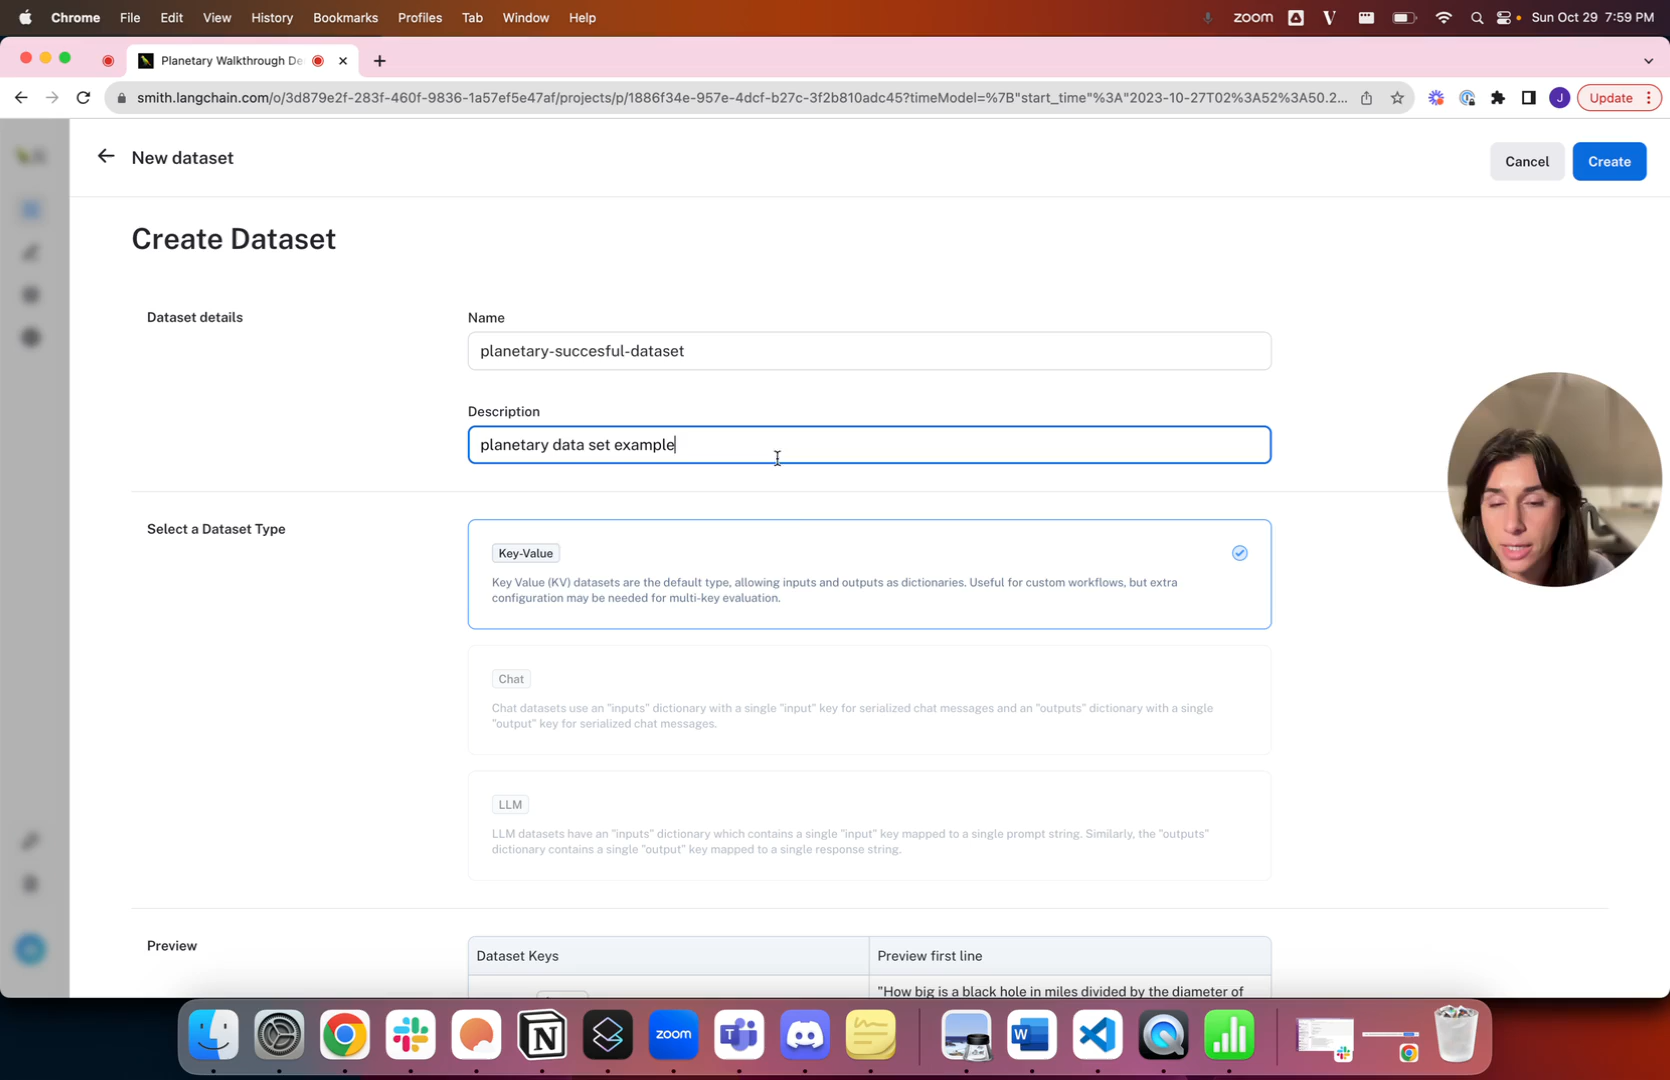 Chrome File Edit View History Bookmarks Profiles Tab Window Help zoom Sun Oct 29 7:59 PM
Planetary Walkthrough De
smith.langchain.com/o/3d879e2f-283f-460f-9836-1a57ef5e47af/projects/p/1886f34e-957e-4dcf-b27c-3f2b810adc45?timeModel=%7B"start_time"%3A"2023-10-27T02%3A52%3A50.2... J Update
New dataset
Cancel Create
Create Dataset
Dataset details
Name
planetary-succesful-dataset
Description
planetary data set example
Select a Dataset Type
Key-Value
Key Value (KV) datasets are the default type, allowing inputs and outputs as dictionaries. Useful for custom workflows, but extra
configuration may be needed for multi-key evaluation.
Chat
Chat datasets use an "inputs" dictionary with a single "input" key for serialized chat messages and an "outputs" dictionary with a single
"output" key for serialized chat messages.
LLM
LLM datasets have an "inputs" dictionary which contains a single "input" key mapped to a single prompt string. Similarly, the "outputs"
dictionary contains a single "output" key mapped to a single response string.
Preview
Dataset Keys Preview first line
"How big is a black hole in miles divided by the diameter of
zoom